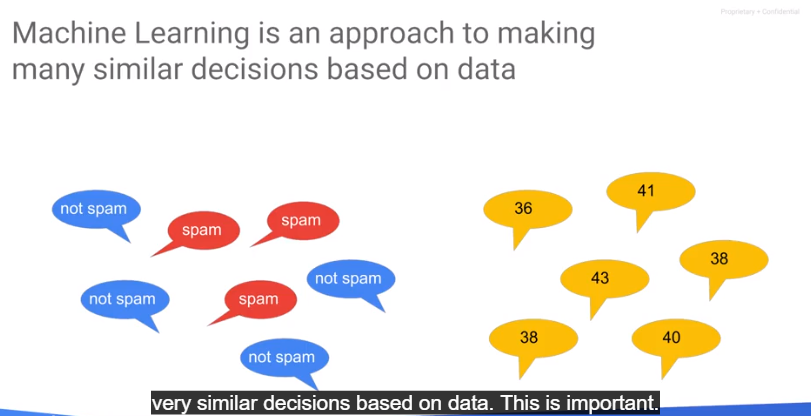 Proprietary + Confidential
Machine Learning is an approach to making
many similar decisions based on data
not spam
spam
spam
not spam
spam
not spam
not spam
36
41
43
38
38
40
very similar decisions based on data. This is important.